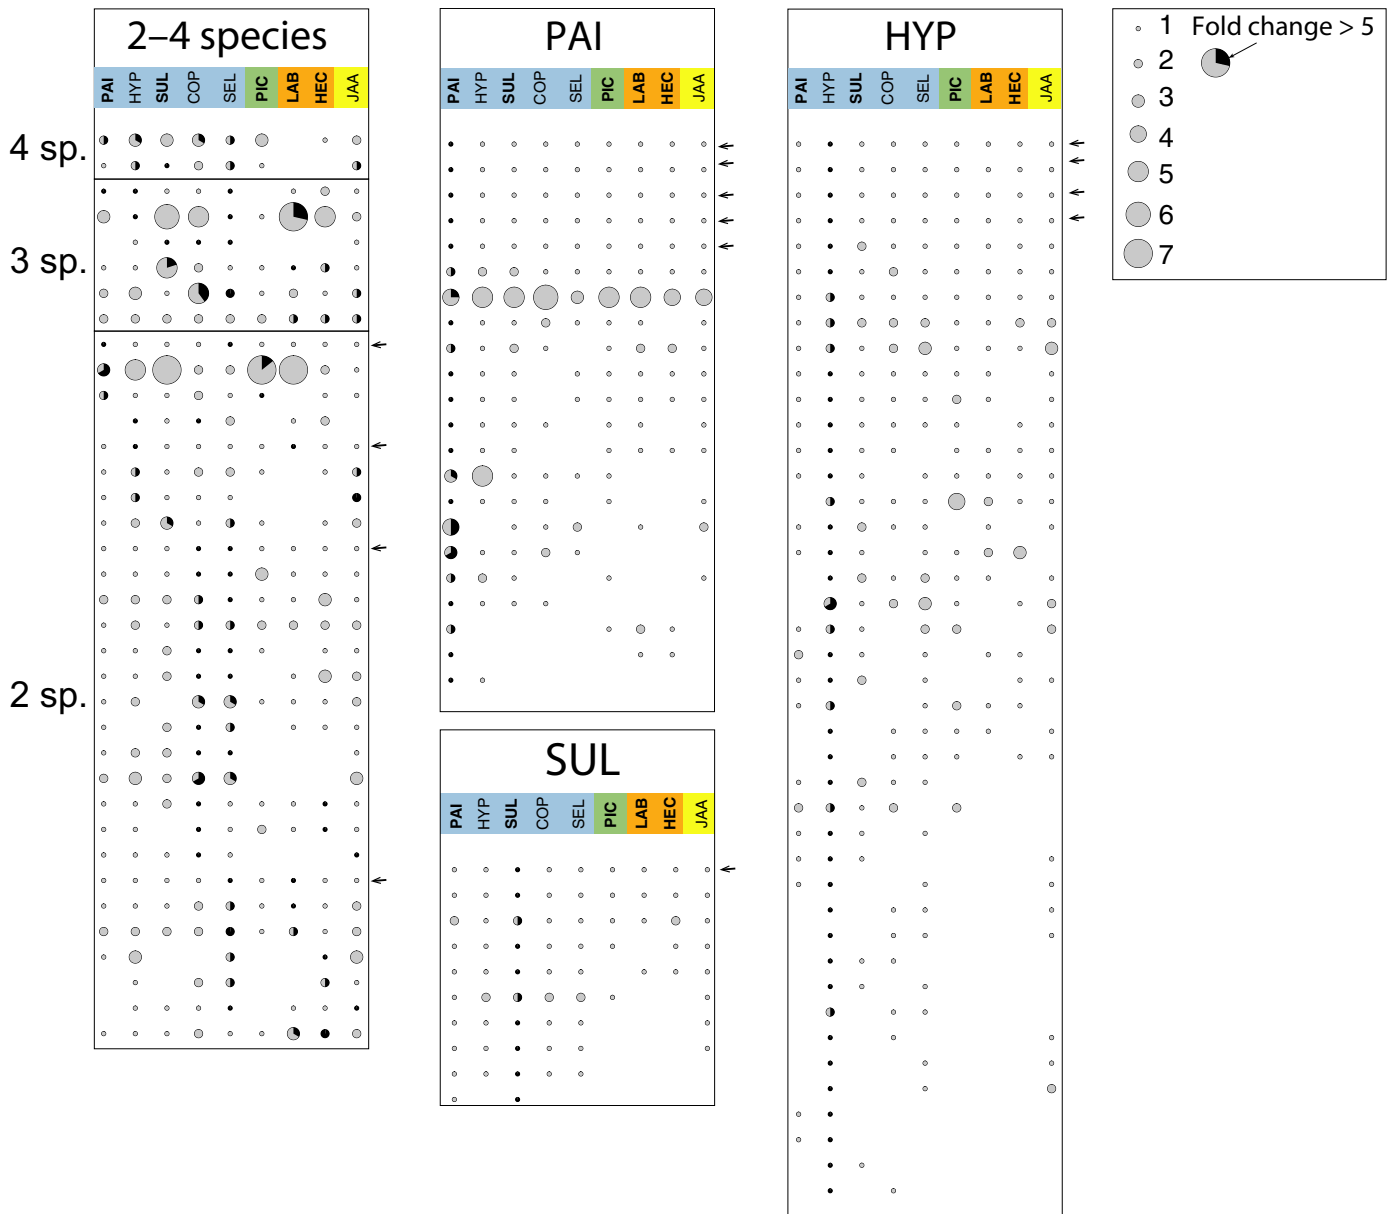 2–4 species
PAI HYP SUL COP SEL PIC LAB HEC JAA
4 sp.
3 sp.
2 sp.
PAI
PAI HYP SUL COP SEL PIC LAB HEC JAA
SUL
PAI HYP SUL COP SEL PIC LAB HEC JAA
HYP
PAI HYP SUL COP SEL PIC LAB HEC JAA
1 Fold change > 5
2
3
4
5
6
7